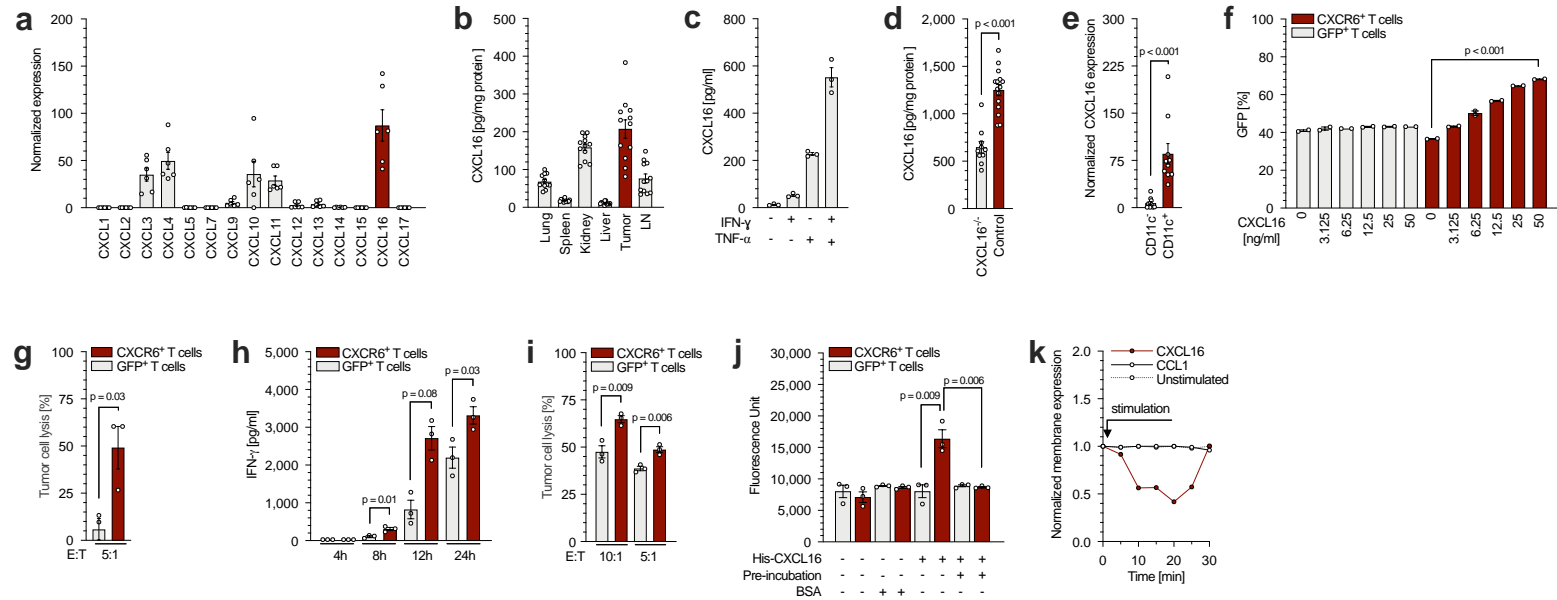 a
Normalized expression
200
150
100
50
0
CXCL1
CXCL2
CXCL3
CXCL4
CXCL5
CXCL7
CXCL9
CXCL10
CXCL11
CXCL12
CXCL13
CXCL14
CXCL15
CXCL16
CXCL17
b
CXCL16 [pg/mg protein ]
500
400
300
200
100
0
Lung
Spleen
Kidney
Liver
Tumor
LN
c
CXCL16 [pg/ml]
800
600
400
200
0
IFN-γ - + - +
TNF-α - - + +
d
CXCL16 [pg/mg protein ]
2,000
1,500
1,000
500
0
p < 0.001
CXCL16-/-
Control
e
Normalized CXCL16 expression
300
225
150
75
0
p < 0.001
CD11c-
CD11c+
f
CXCR6+ T cells
GFP+ T cells
GFP [%]
100
80
60
40
20
0
p < 0.001
CXCL16 [ng/ml]
0 3.125 6.25 12.5 25 50 0 3.125 6.25 12.5 25 50
g
CXCR6+ T cells
GFP+ T cells
Tumor cell lysis [%]
100
75
50
25
0
p = 0.03
E:T 5:1
h
CXCR6+ T cells
GFP+ T cells
IFN-γ [pg/ml]
5,000
4,000
3,000
2,000
1,000
0
p = 0.01
p = 0.08
p = 0.03
4h 8h 12h 24h
i
CXCR6+ T cells
GFP+ T cells
Tumor cell lysis [%]
100
75
50
25
0
p = 0.009
p = 0.006
E:T 10:1 5:1
j
CXCR6+ T cells
GFP+ T cells
Fluorescence Unit
30,000
25,000
20,000
15,000
10,000
5,000
0
p = 0.009
p = 0.006
His-CXCL16 - - - - + + + +
Pre-incubation - - - - - - + +
BSA - - + + - - - -
k
CXCL16
CCL1
Unstimulated
Normalized membrane expression
2.0
1.5
1.0
0.5
0.0
stimulation
0 10 20 30
Time [min]